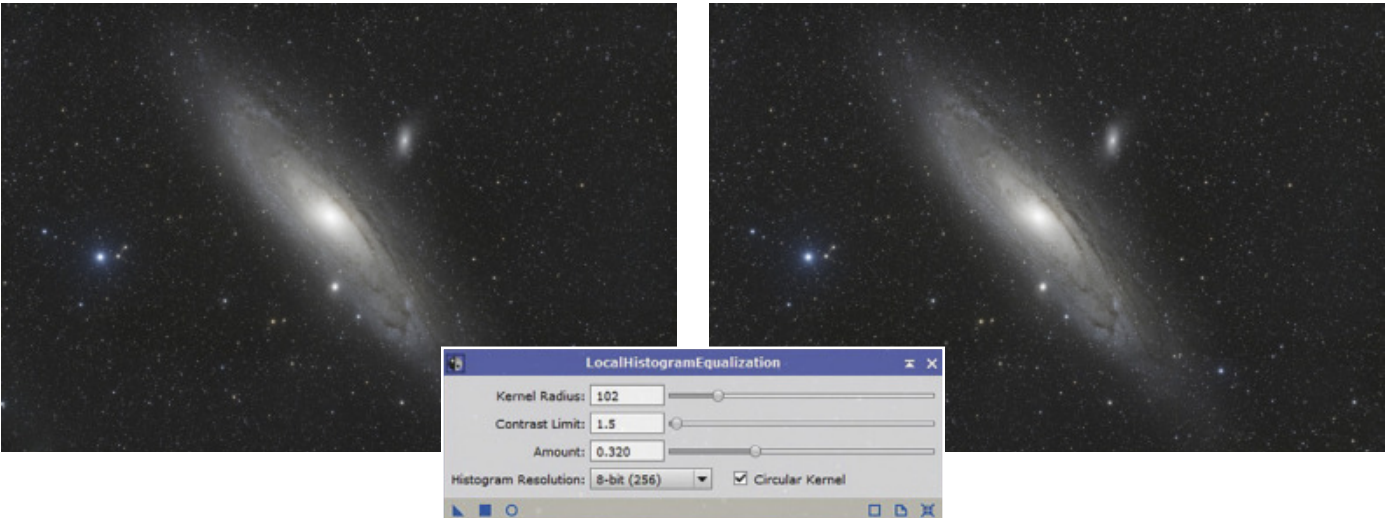 LocalHistogramEqualization
Kernel Radius: 102
Contrast Limit: 1.5
Amount: 0.320
Histogram Resolution: 8-bit (256) Circular Kernel